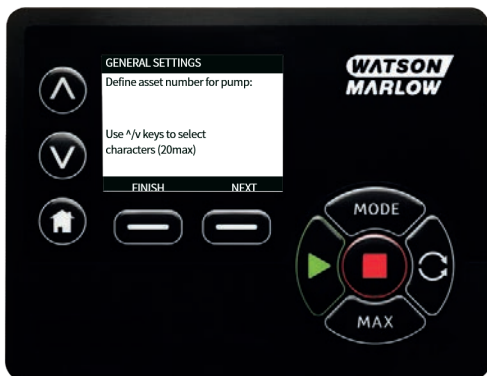 GENERAL SETTINGS
Define asset number for pump:
Use ^/v keys to select
characters (20max)
FINISH NEXT
WATSON
MARLOW
MODE
MAX